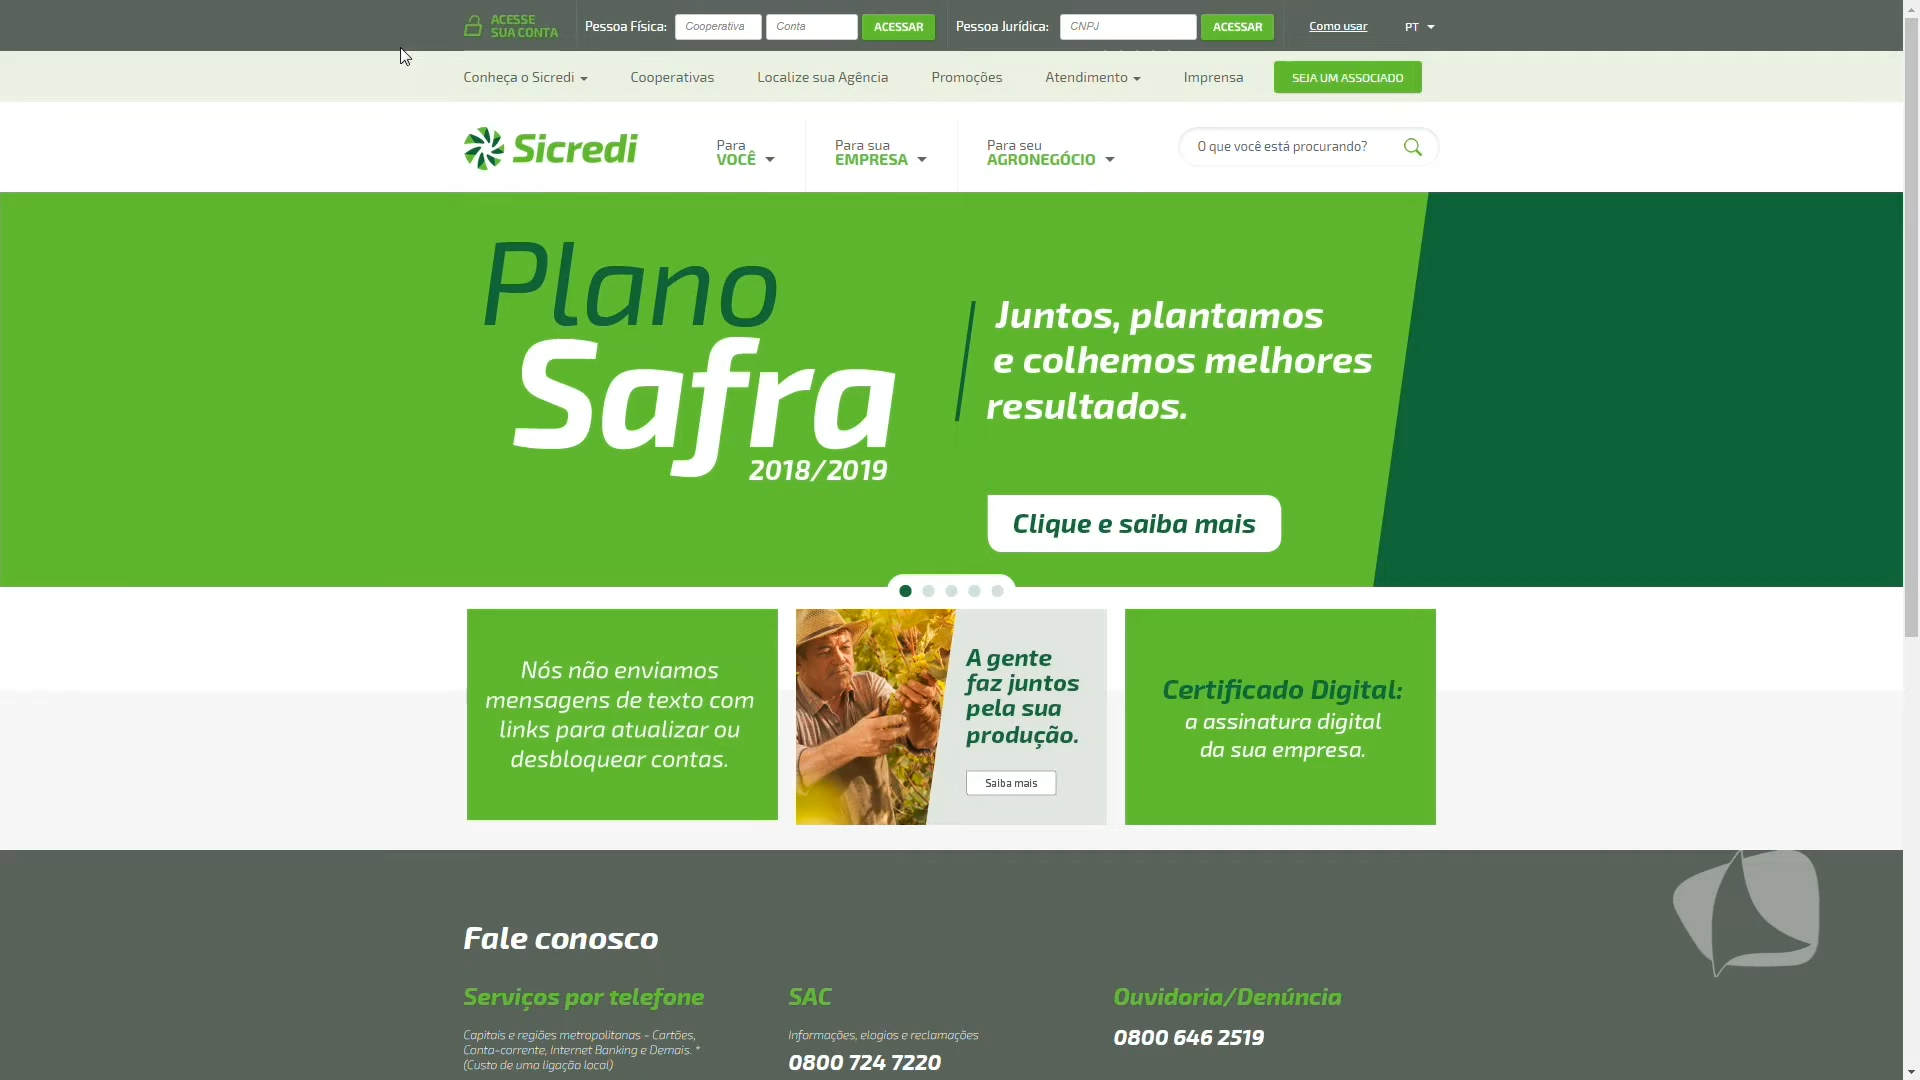 ACESSE
SUA CONTA
Pessoa Física:
Cooperativa
Conta
ACESSAR
Pessoa Jurídica:
CNPJ
ACESSAR
Como usar
PT
Conheça o Sicredi
Cooperativas
Localize sua Agência
Promoções
Atendimento
Imprensa
SEJA UM ASSOCIADO
Sicredi
Para
VOCÊ
Para sua
EMPRESA
Para seu
AGRONEGÓCIO
O que você está procurando?
Plano
Safra
2018/2019
Juntos, plantamos
e colhemos melhores
resultados.
Clique e saiba mais
Nós não enviamos
mensagens de texto com
links para atualizar ou
desbloquear contas.
A gente
faz juntos
pela sua
produção.
Saiba mais
Certificado Digital:
a assinatura digital
da sua empresa.
Fale conosco
Serviços por telefone
Capitais e regiões metropolitanas - Cartões,
Conta-corrente, Internet Banking e Demais. *
(Custo de uma ligação local)
SAC
Informações, elogios e reclamações
0800 724 7220
Ouvidoria/Denúncia
0800 646 2519